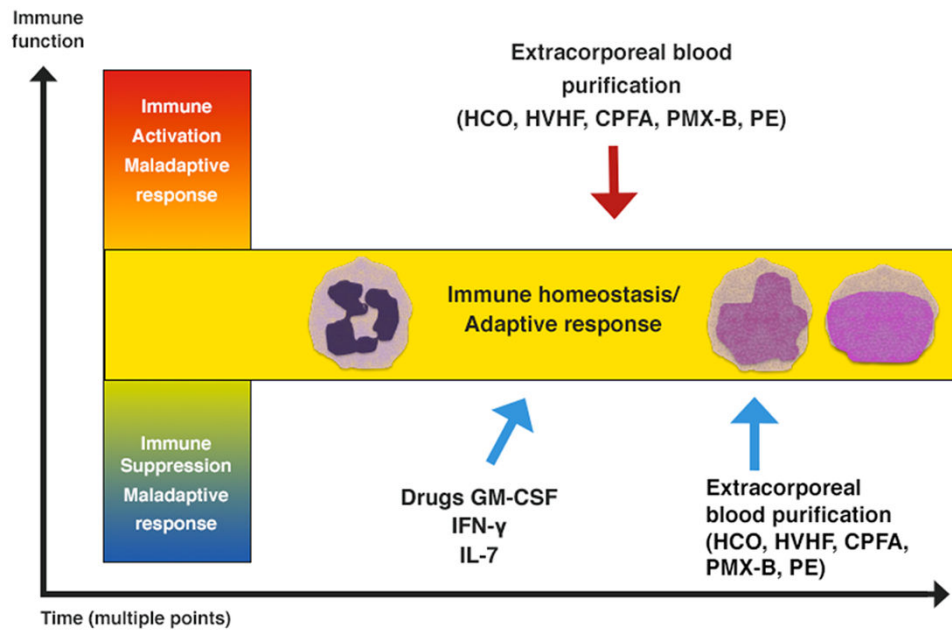 Immune
function
Extracorporeal blood
purification
(HCO, HVHF, CPFA, PMX-B, PE)
Immune
Activation
Maladaptive
response
Immune homeostasis/
Adaptive response
Immune
Suppression
Maladaptive
response
Drugs GM-CSF
IFN-γ
IL-7
Extracorporeal
blood purification
(HCO, HVHF, CPFA,
PMX-B, PE)
Time (multiple points)